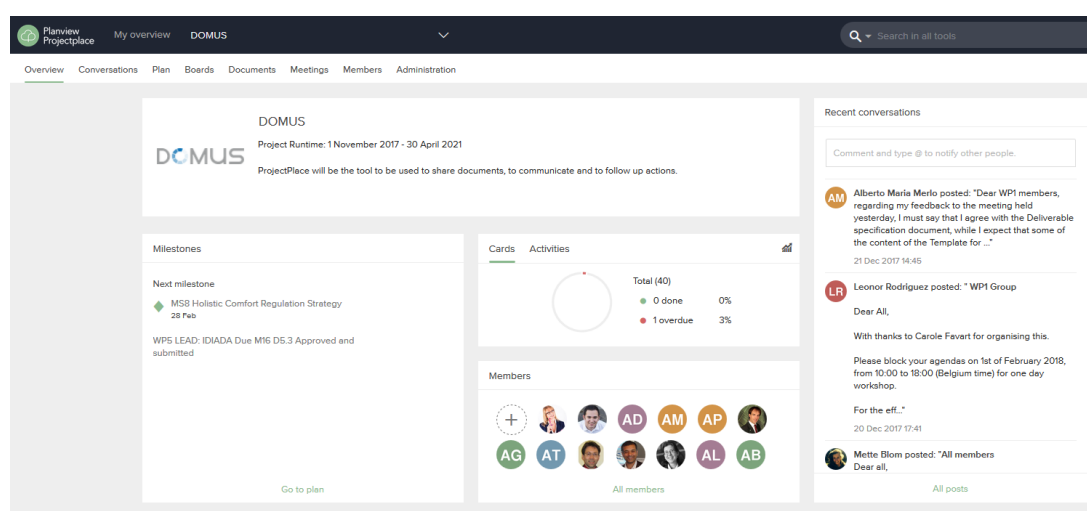 Planview
Projectplace
My overview
DOMUS
Search in all tools
Overview
Conversations
Plan
Boards
Documents
Meetings
Members
Administration
DOMUS
DOMUS
Project Runtime: 1 November 2017 - 30 April 2021
ProjectPlace will be the tool to be used to share documents, to communicate and to follow up actions.
Milestones
Next milestone
MS8 Holistic Comfort Regulation Strategy
28 Feb
WP5 LEAD: IDIADA Due M16 D5.3 Approved and
submitted
Go to plan
Cards
Activities
Total (40)
0 done 0%
1 overdue 3%
Members
+
AD
AM
AP
AG
AT
AL
AB
All members
Recent conversations
Comment and type @ to notify other people.
AM
Alberto Maria Merlo posted: "Dear WP1 members,
regarding my feedback to the meeting held
yesterday, I must say that I agree with the Deliverable
specification document, while I expect that some of
the content of the Template for ..."
21 Dec 2017 14:45
LR
Leonor Rodriguez posted: " WP1 Group
Dear All,
With thanks to Carole Favart for organising this.
Please block your agendas on 1st of February 2018,
from 10:00 to 18:00 (Belgium time) for one day
workshop.
For the eff..."
20 Dec 2017 17:41
Mette Blom posted: "All members
Dear all,
All posts